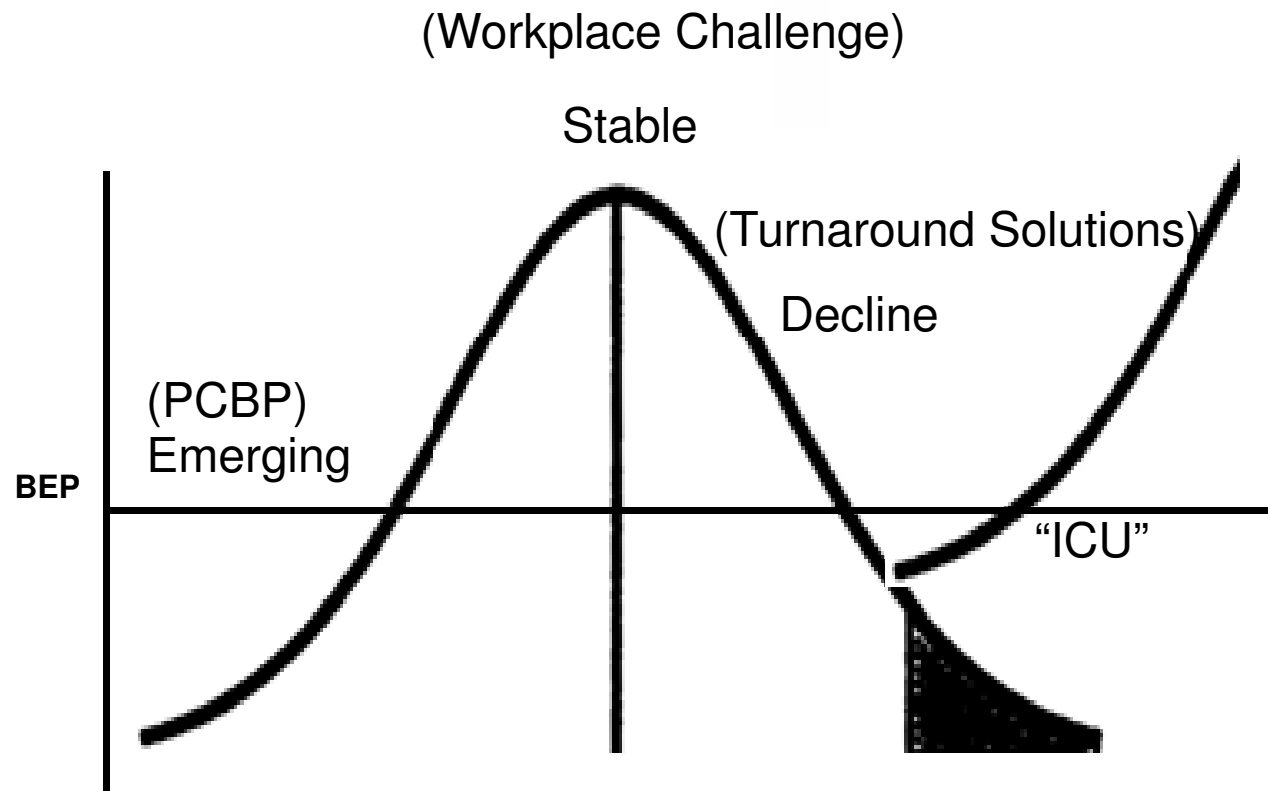 (Workplace Challenge)
Stable
(Turnaround Solutions)
Decline
(PCBP)
Emerging
BEP
“ICU”